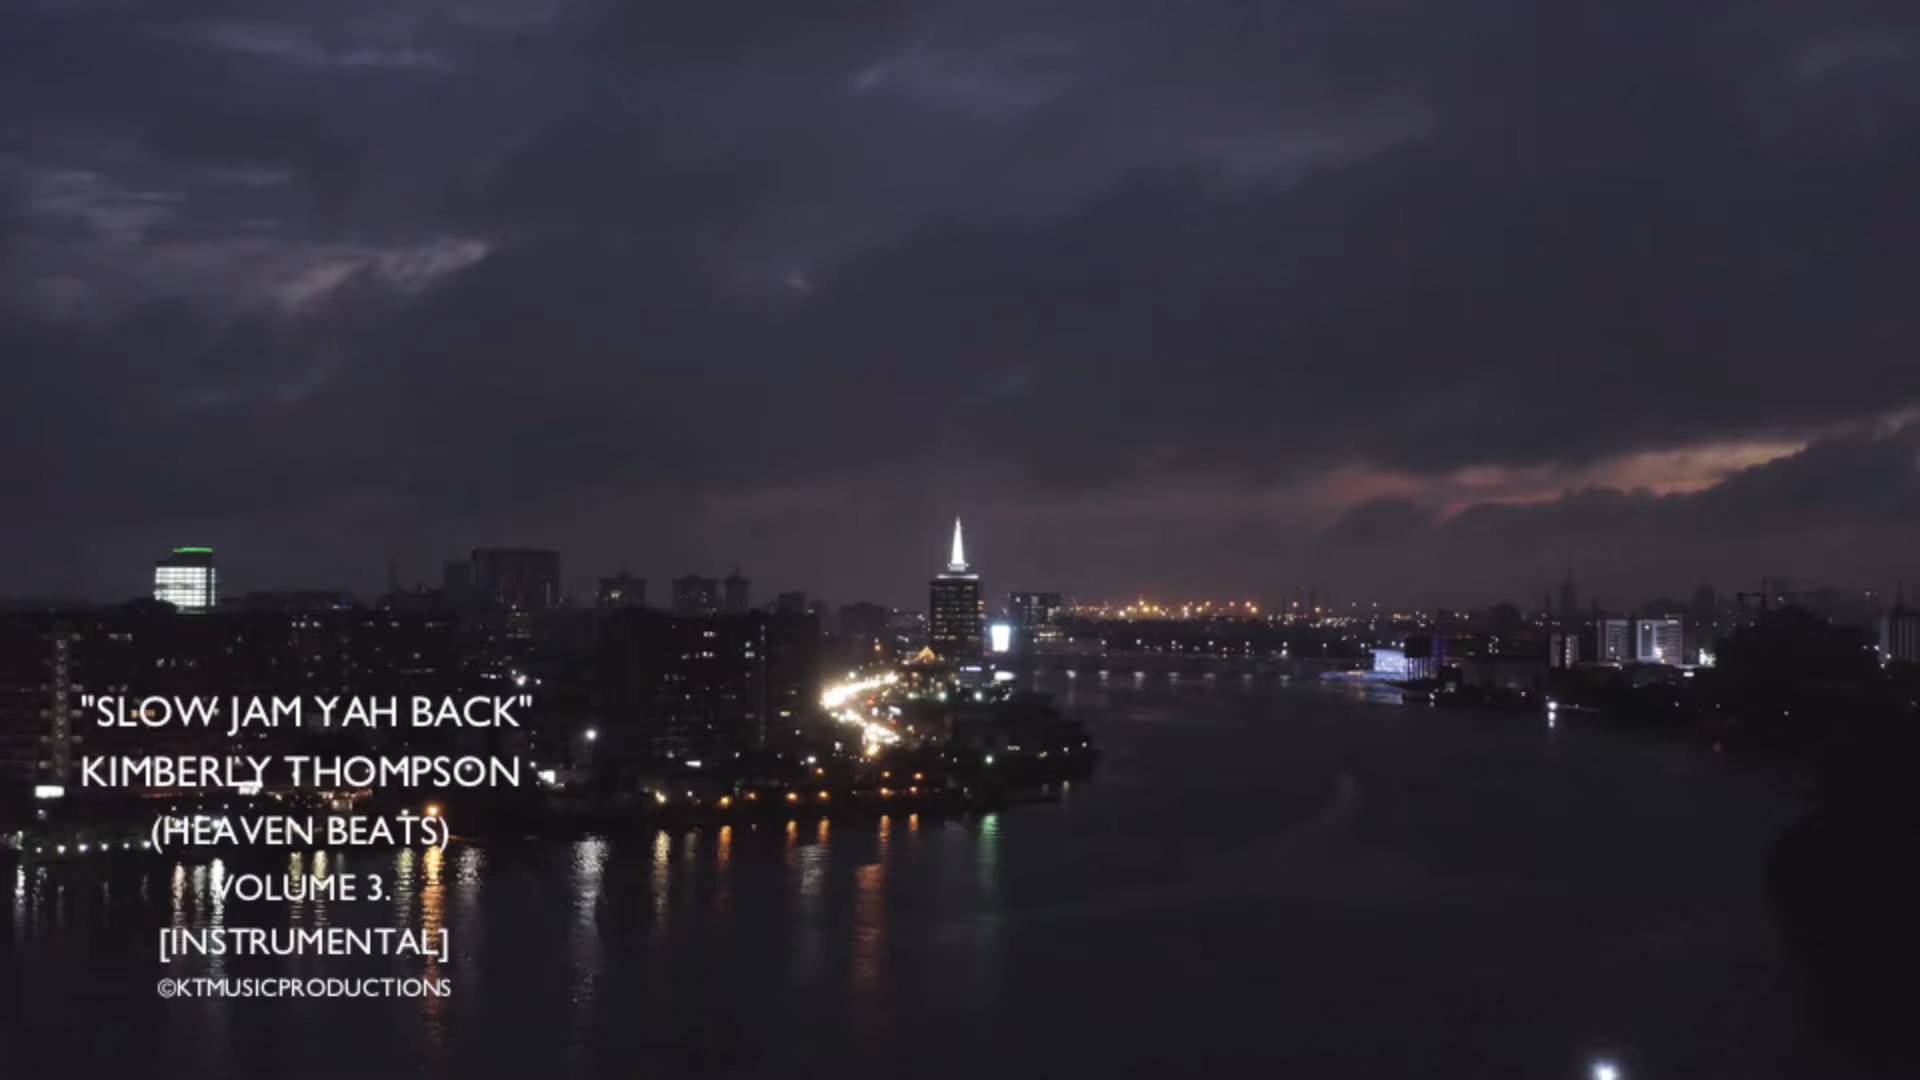 "SLOW JAM YAH BACK"
KIMBERLY THOMPSON
(HEAVEN BEATS)
VOLUME 3.
[INSTRUMENTAL]
©KTMUSICPRODUCTIONS